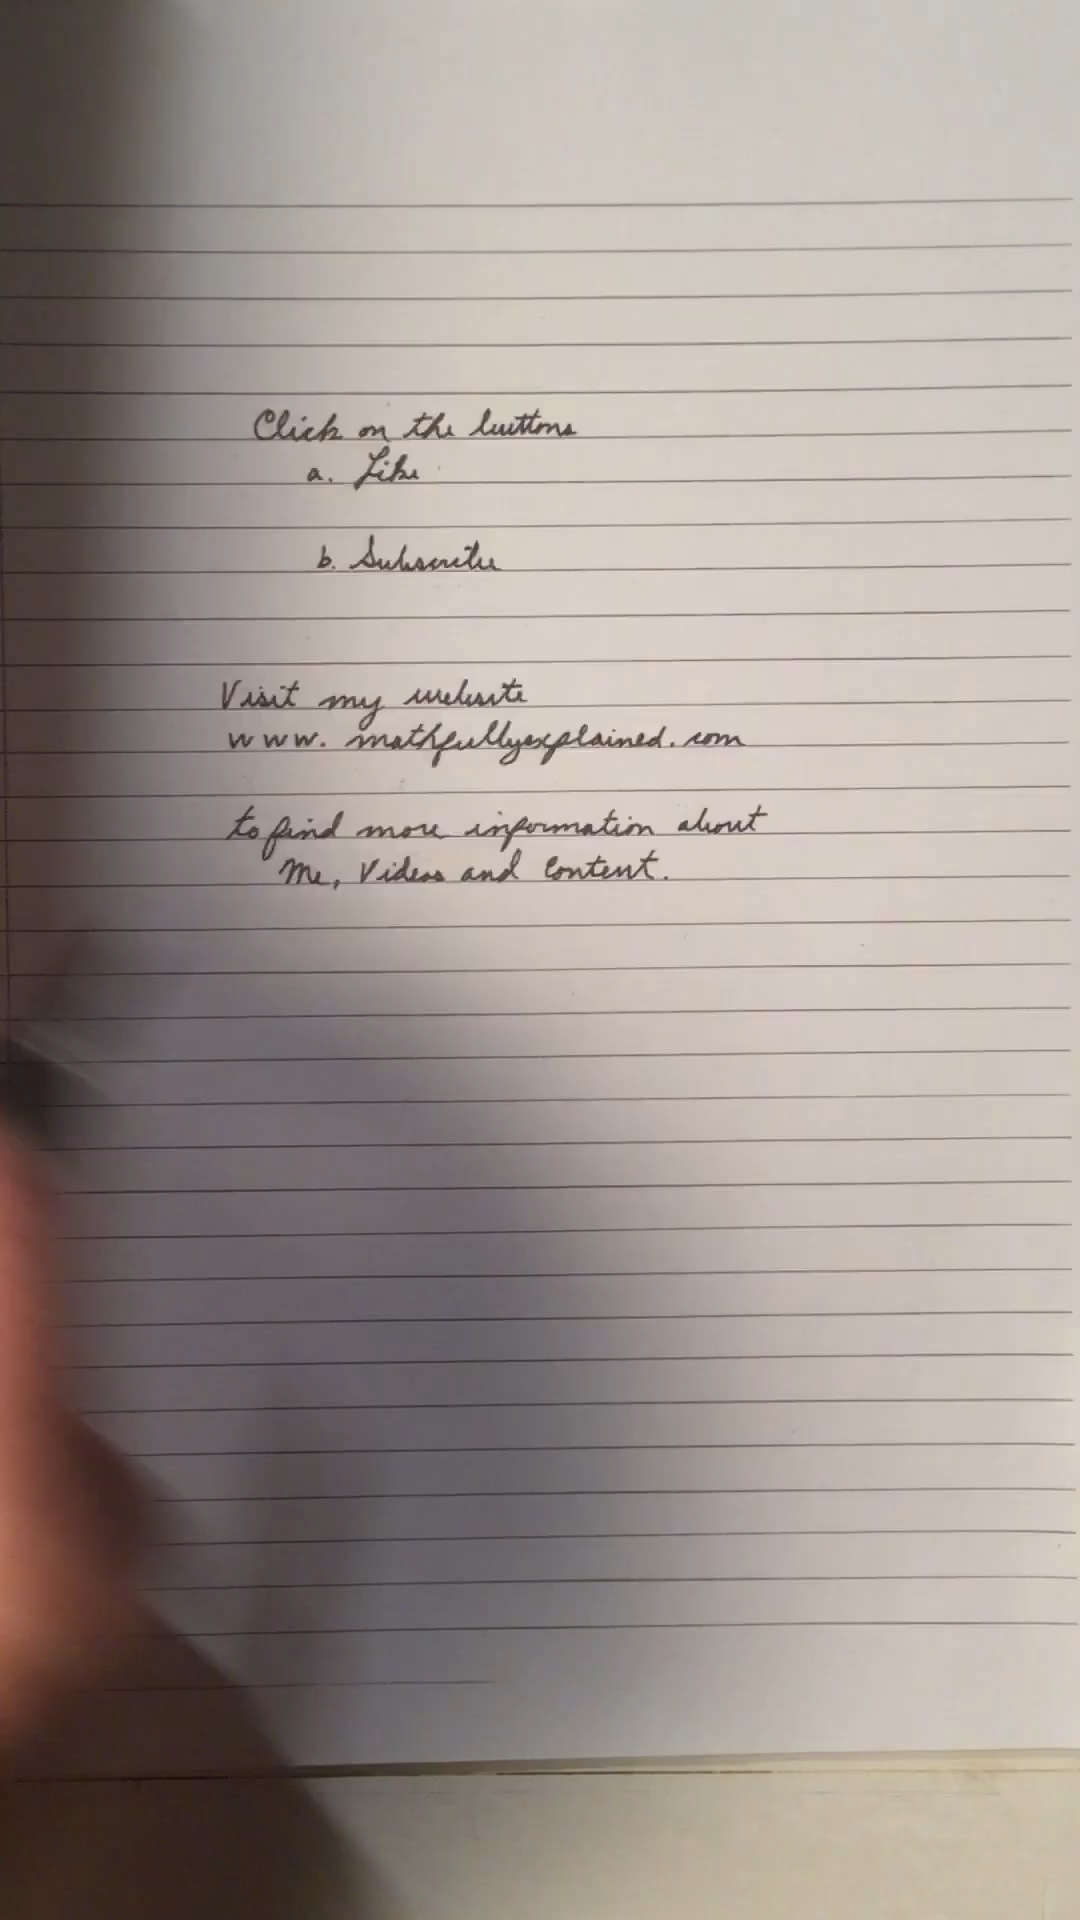 Click on the buttons
a. Like
b. Subscribe
Visit my website
www.mathfullyexplained.com
to find more information about
Me, Videos and Content.